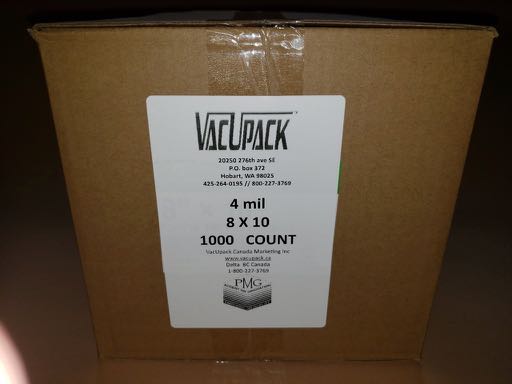 VACUPACK
20250 276th ave SE
P.O. box 372
Hobart, WA 98025
425-264-0195 // 800-227-3769
4 mil
8 X 10
1000 COUNT
VacUpack Canada Marketing Inc
www.vacupack.ca
Delta BC Canada
1-800-227-3769
PMG